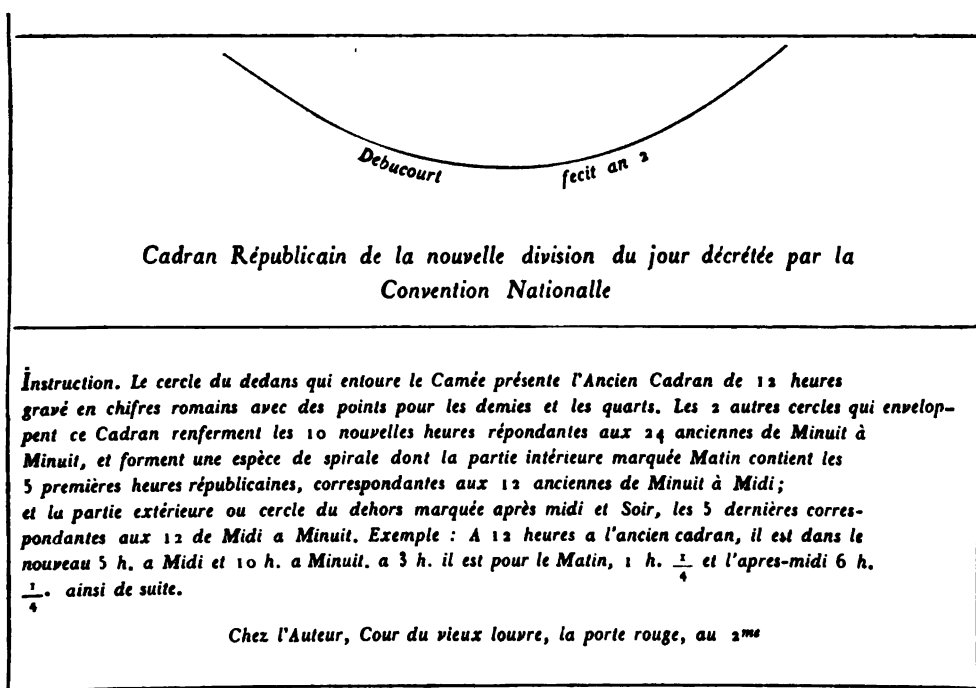 Debucourt fecit an 2
Cadran Républicain de la nouvelle division du jour décrétée par la
Convention Nationalle
Instruction. Le cercle du dedans qui entoure le Camée présente l'Ancien Cadran de 12 heures
gravé en chifres romains avec des points pour les demies et les quarts. Les 2 autres cercles qui envelop-
pent ce Cadran renferment les 10 nouvelles heures répondantes aux 24 anciennes de Minuit à
Minuit, et forment une espèce de spirale dont la partie intérieure marquée Matin contient les
5 premières heures républicaines, correspondantes aux 12 anciennes de Minuit à Midi;
et la partie extérieure ou cercle du dehors marquée après midi et Soir, les 5 dernières corres-
pondantes aux 12 de Midi a Minuit. Exemple : A 12 heures a l'ancien cadran, il est dans le
nouveau 5 h. a Midi et 10 h. a Minuit. a 3 h. il est pour le Matin, 1 h. 1/4 et l'apres-midi 6 h.
1/4. ainsi de suite.
Chez l'Auteur, Cour du vieux louvre, la porte rouge, au 2me